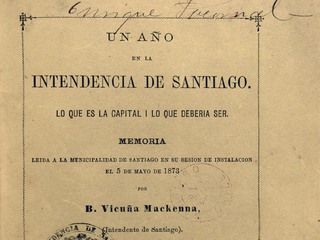 Enrique Tocornal
UN AÑO
EN LA
INTENDENCIA DE SANTIAGO.
LO QUE ES LA CAPITAL I LO QUE DEBERIA SER.
MEMORIA
LEIDA A LA MUNICIPALIDAD DE SANTIAGO EN SU SESION DE INSTALACION
EL 5 DE MAYO DE 1873
POR
B. Vicuña Mackenna,
(Intendente de Santiago).